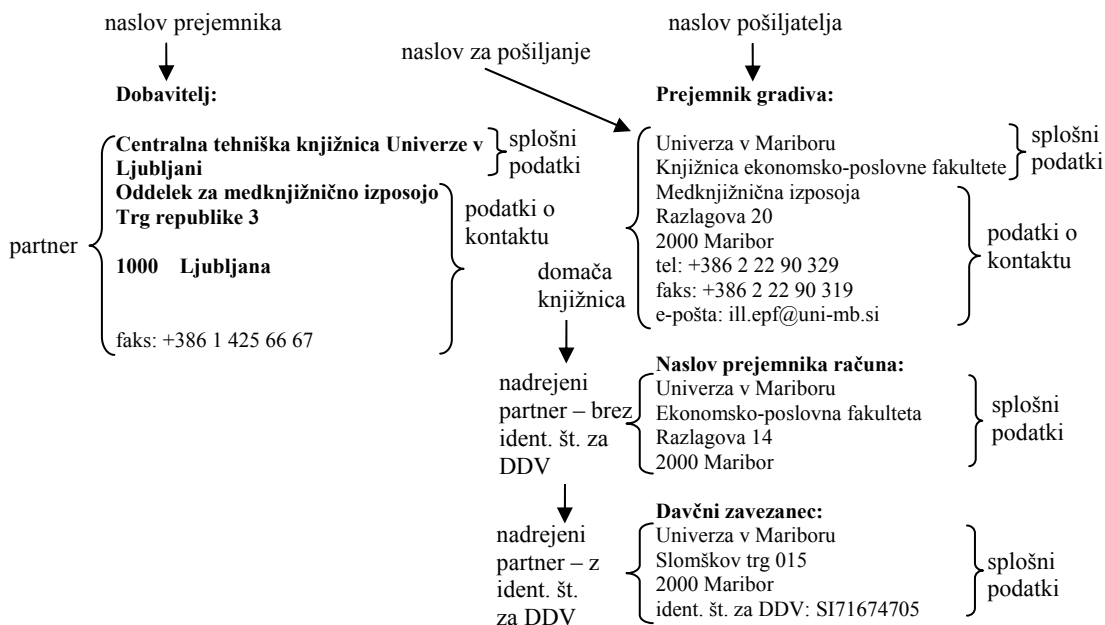 naslov prejemnika
naslov pošiljatelja
naslov za pošiljanje
Dobavitelj:
Centralna tehniška knjižnica Univerze v
Ljubljani
Oddelek za medknjižnično izposojo
Trg republike 3
1000 Ljubljana
faks: +386 1 425 66 67
partner
splošni
podatki
podatki o
kontaktu
Prejemnik gradiva:
Univerza v Mariboru
Knjižnica ekonomsko-poslovne fakultete
Medknjižnična izposoja
Razlagova 20
2000 Maribor
tel: +386 2 22 90 329
faks: +386 2 22 90 319
e-pošta: ill.epf@uni-mb.si
splošni
podatki
podatki o
kontaktu
domača
knjižnica
Naslov prejemnika računa:
Univerza v Mariboru
Ekonomsko-poslovna fakulteta
Razlagova 14
2000 Maribor
nadrejeni
partner – brez
ident. št. za
DDV
splošni
podatki
Davčni zavezanec:
Univerza v Mariboru
Slomškov trg 015
2000 Maribor
ident. št. za DDV: SI71674705
nadrejeni
partner – z
ident. št.
za DDV
splošni
podatki